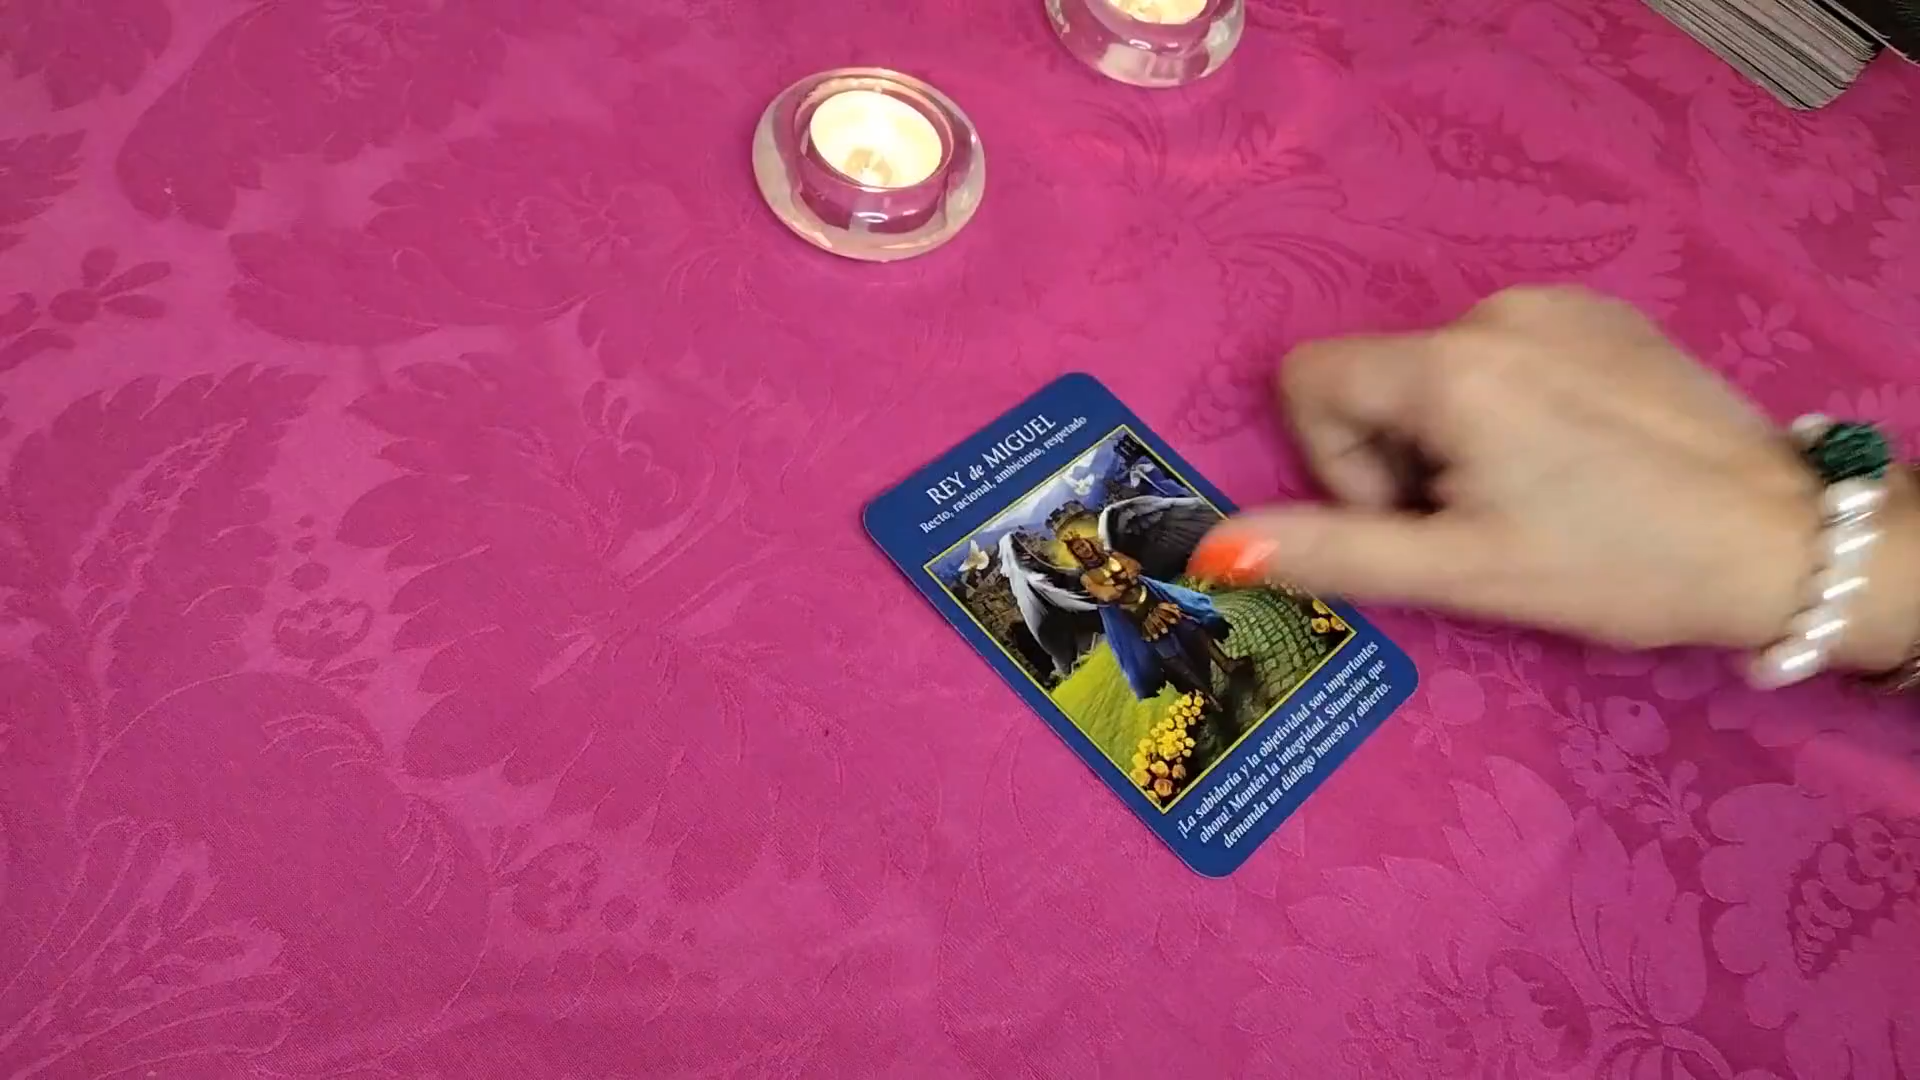 REY de MIGUEL
Recto, racional, ambicioso, respetado
¡La sabiduría y la objetividad son importantes
ahora! Mantén la integridad. Situación que
demanda un diálogo honesto y abierto.